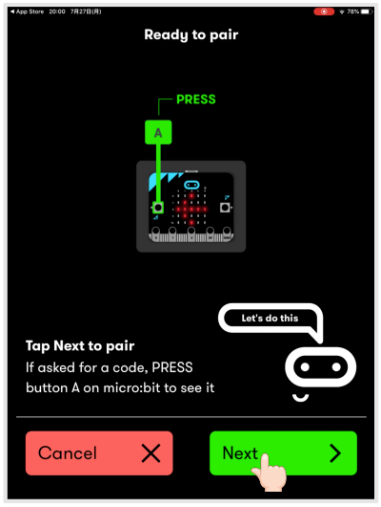 App Store 20:00 7月27日(月) 78%
Ready to pair
PRESS
A
Let's do this
Tap Next to pair
If asked for a code, PRESS
button A on micro:bit to see it
Cancel
Next